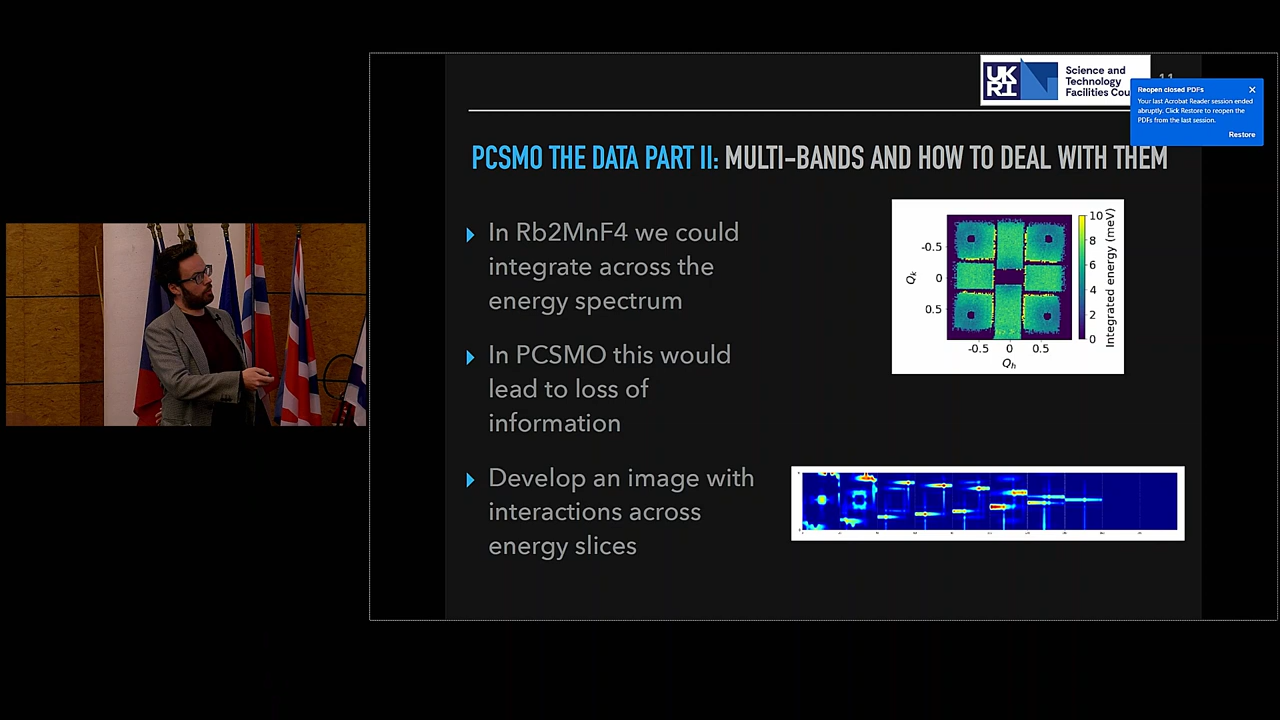 UK
RI
Science and
Technology
Facilities Cou
11
Reopen closed PDFs
Your last Acrobat Reader session ended
abruptly. Click Restore to reopen the
PDFs from the last session.
Restore
PCSMO THE DATA PART II: MULTI-BANDS AND HOW TO DEAL WITH THEM
In Rb2MnF4 we could
integrate across the
energy spectrum
In PCSMO this would
lead to loss of
information
Develop an image with
interactions across
energy slices
-0.5
0
0.5
Qk
-0.5 0 0.5
Qh
10
8
6
4
2
0
Integrated energy (meV)